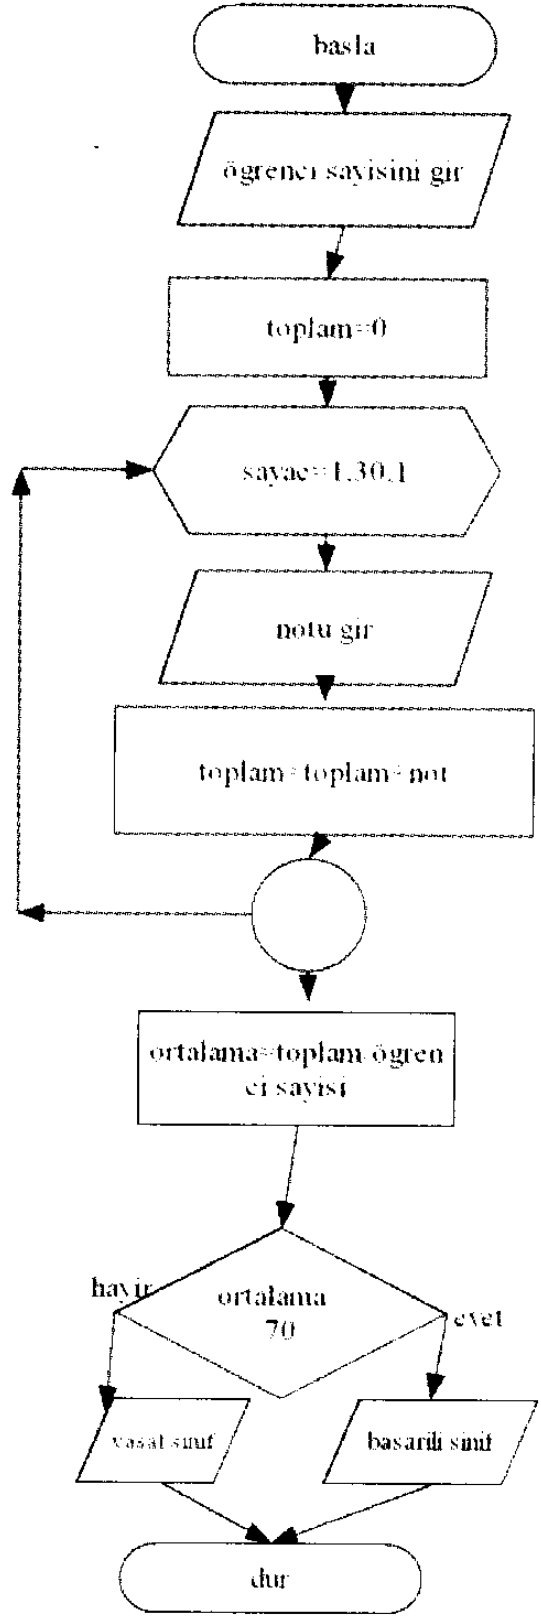 basla
ögrenci sayisini gir
toplam=0
sayac=1,30,1
notu gir
toplam=toplam+not
ortalama=toplam/ögren
ci sayisi
hayir
ortalama
70
evet
vasat sinif
basarili sinif
dur